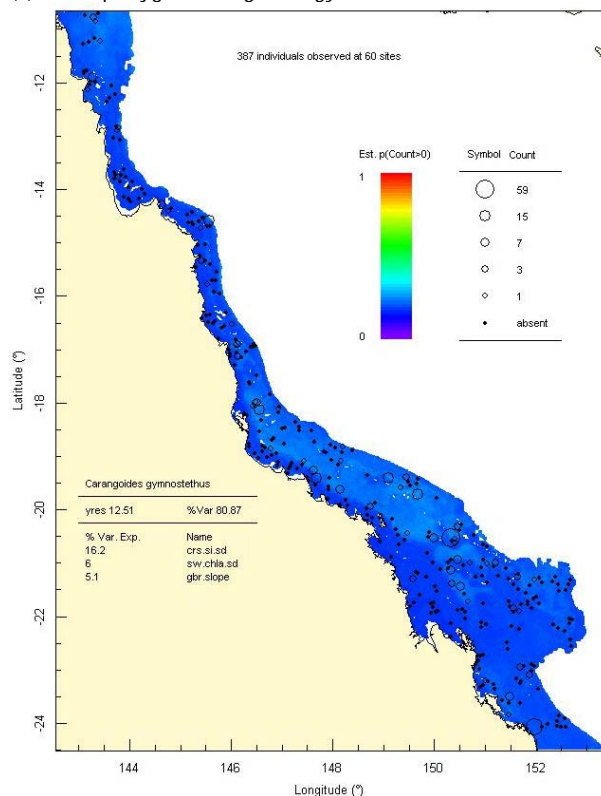 387 individuals observed at 60 sites
Est. p(Count>0)
1
0
Symbol Count
59
15
7
3
1
absent
Latitude (°)
-12
-14
-16
-18
-20
-22
-24
Carangoides gymnostethus
yres 12.51 %Var 80.87
% Var. Exp. Name
16.2 crs.si.sd
6 sw.chla.sd
5.1 gbr.slope
144 146 148 150 152
Longitude (°)